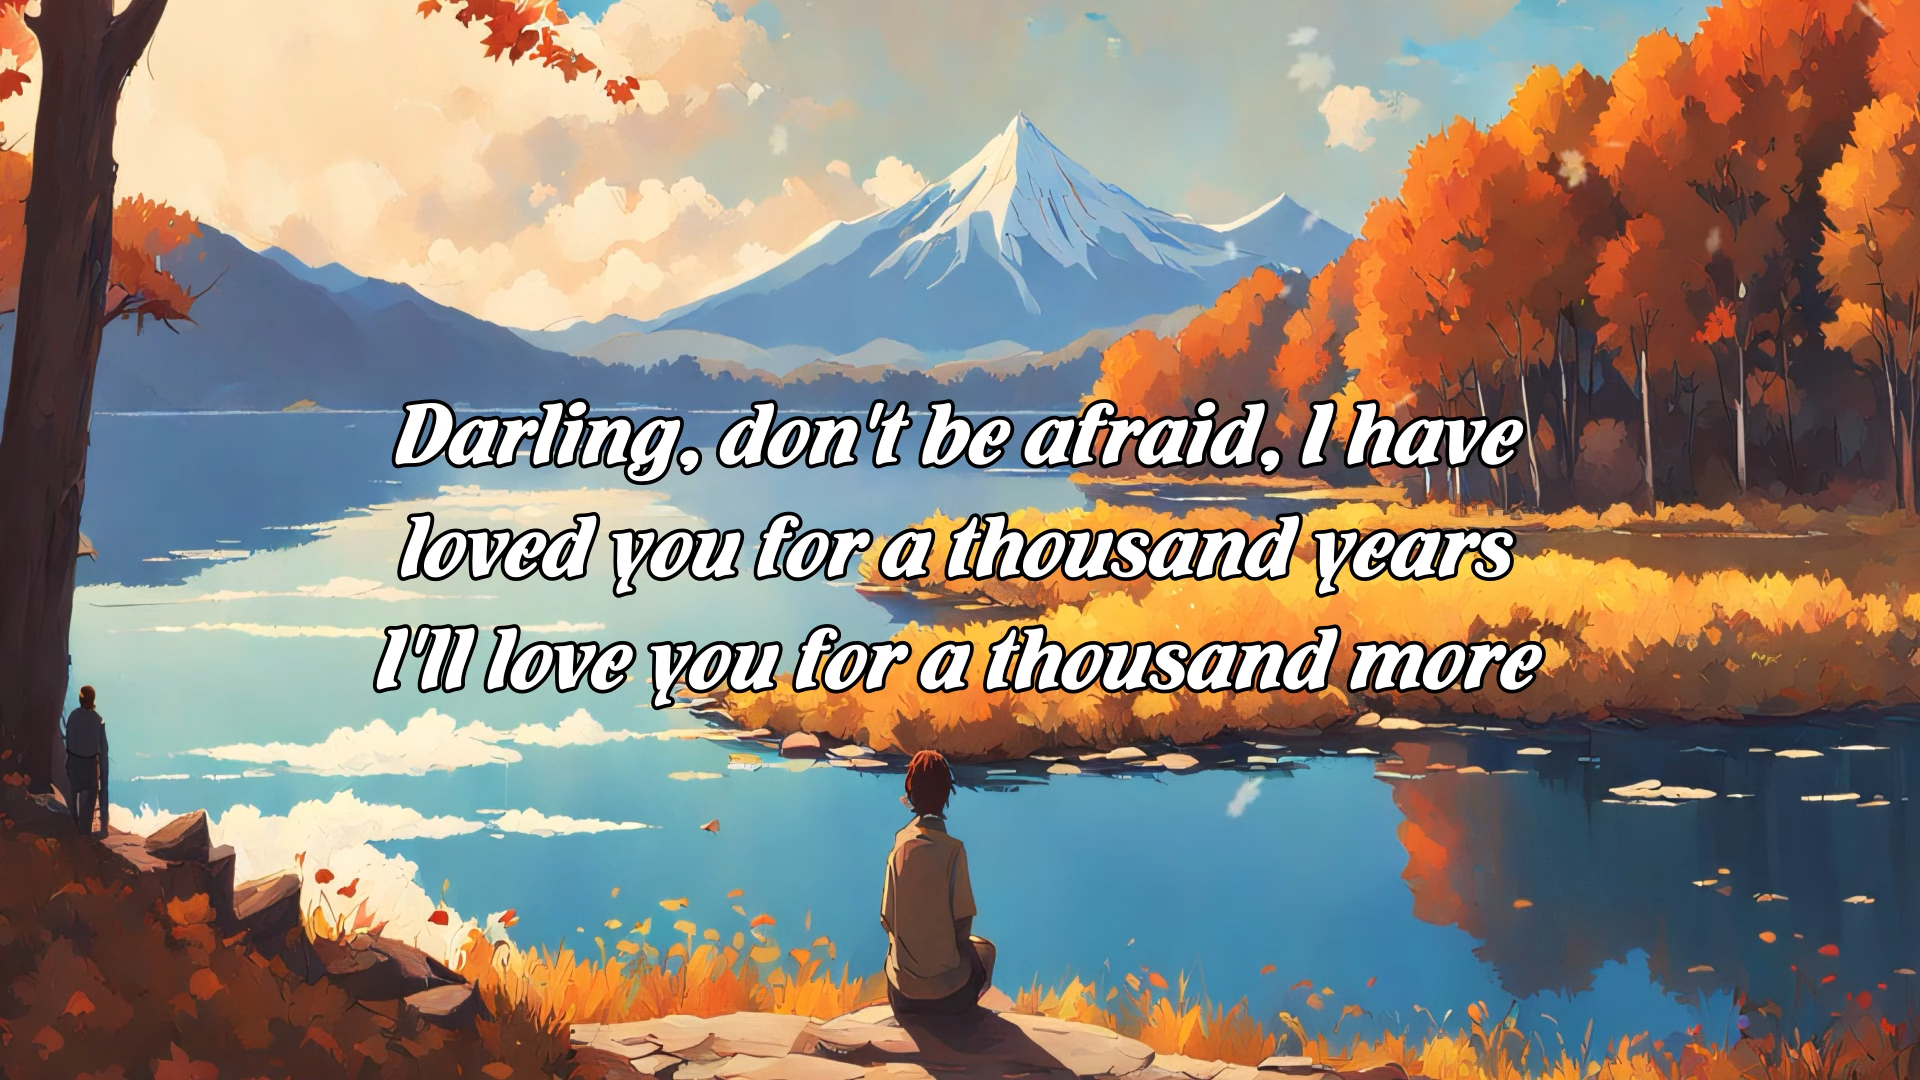 Darling, don't be afraid, I have
loved you for a thousand years
I'll love you for a thousand more